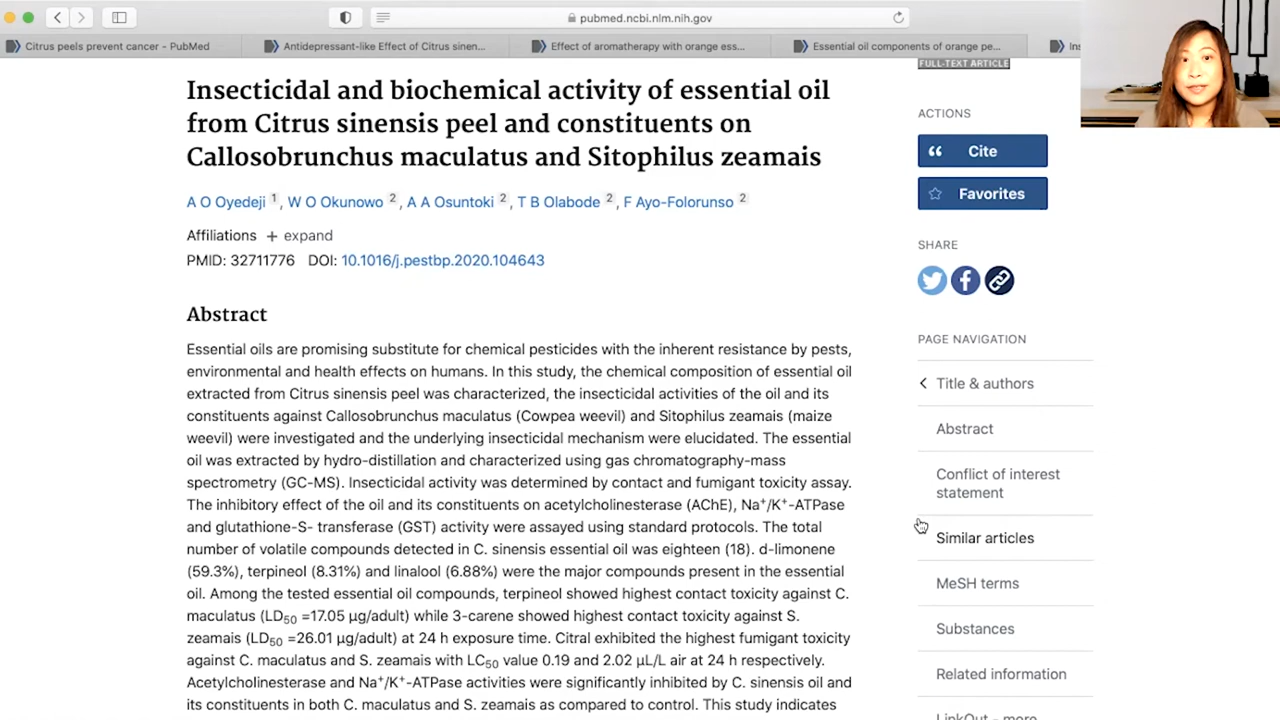 pubmed.ncbi.nlm.nih.gov
Citrus peels prevent cancer - PubMed
Antidepressant-like Effect of Citrus sinen...
Effect of aromatherapy with orange ess...
Essential oil components of orange pe...
Ins
FULL-TEXT ARTICLE
Insecticidal and biochemical activity of essential oil
from Citrus sinensis peel and constituents on
Callosobrunchus maculatus and Sitophilus zeamais
A O Oyedeji 1, W O Okunowo 2, A A Osuntoki 2, T B Olabode 2, F Ayo-Folorunso 2
Affiliations + expand
PMID: 32711776 DOI: 10.1016/j.pestbp.2020.104643
Abstract
Essential oils are promising substitute for chemical pesticides with the inherent resistance by pests,
environmental and health effects on humans. In this study, the chemical composition of essential oil
extracted from Citrus sinensis peel was characterized, the insecticidal activities of the oil and its
constituents against Callosobrunchus maculatus (Cowpea weevil) and Sitophilus zeamais (maize
weevil) were investigated and the underlying insecticidal mechanism were elucidated. The essential
oil was extracted by hydro-distillation and characterized using gas chromatography-mass
spectrometry (GC-MS). Insecticidal activity was determined by contact and fumigant toxicity assay.
The inhibitory effect of the oil and its constituents on acetylcholinesterase (AChE), Na⁺/K⁺-ATPase
and glutathione-S- transferase (GST) activity were assayed using standard protocols. The total
number of volatile compounds detected in C. sinensis essential oil was eighteen (18). d-limonene
(59.3%), terpineol (8.31%) and linalool (6.88%) were the major compounds present in the essential
oil. Among the tested essential oil compounds, terpineol showed highest contact toxicity against C.
maculatus (LD₅₀ =17.05 μg/adult) while 3-carene showed highest contact toxicity against S.
zeamais (LD₅₀ =26.01 μg/adult) at 24 h exposure time. Citral exhibited the highest fumigant toxicity
against C. maculatus and S. zeamais with LC₅₀ value 0.19 and 2.02 μL/L air at 24 h respectively.
Acetylcholinesterase and Na⁺/K⁺-ATPase activities were significantly inhibited by C. sinensis oil and
its constituents in both C. maculatus and S. zeamais as compared to control. This study indicates
ACTIONS
Cite
Favorites
SHARE
PAGE NAVIGATION
Title & authors
Abstract
Conflict of interest
statement
Similar articles
MeSH terms
Substances
Related information
LinkOut - more